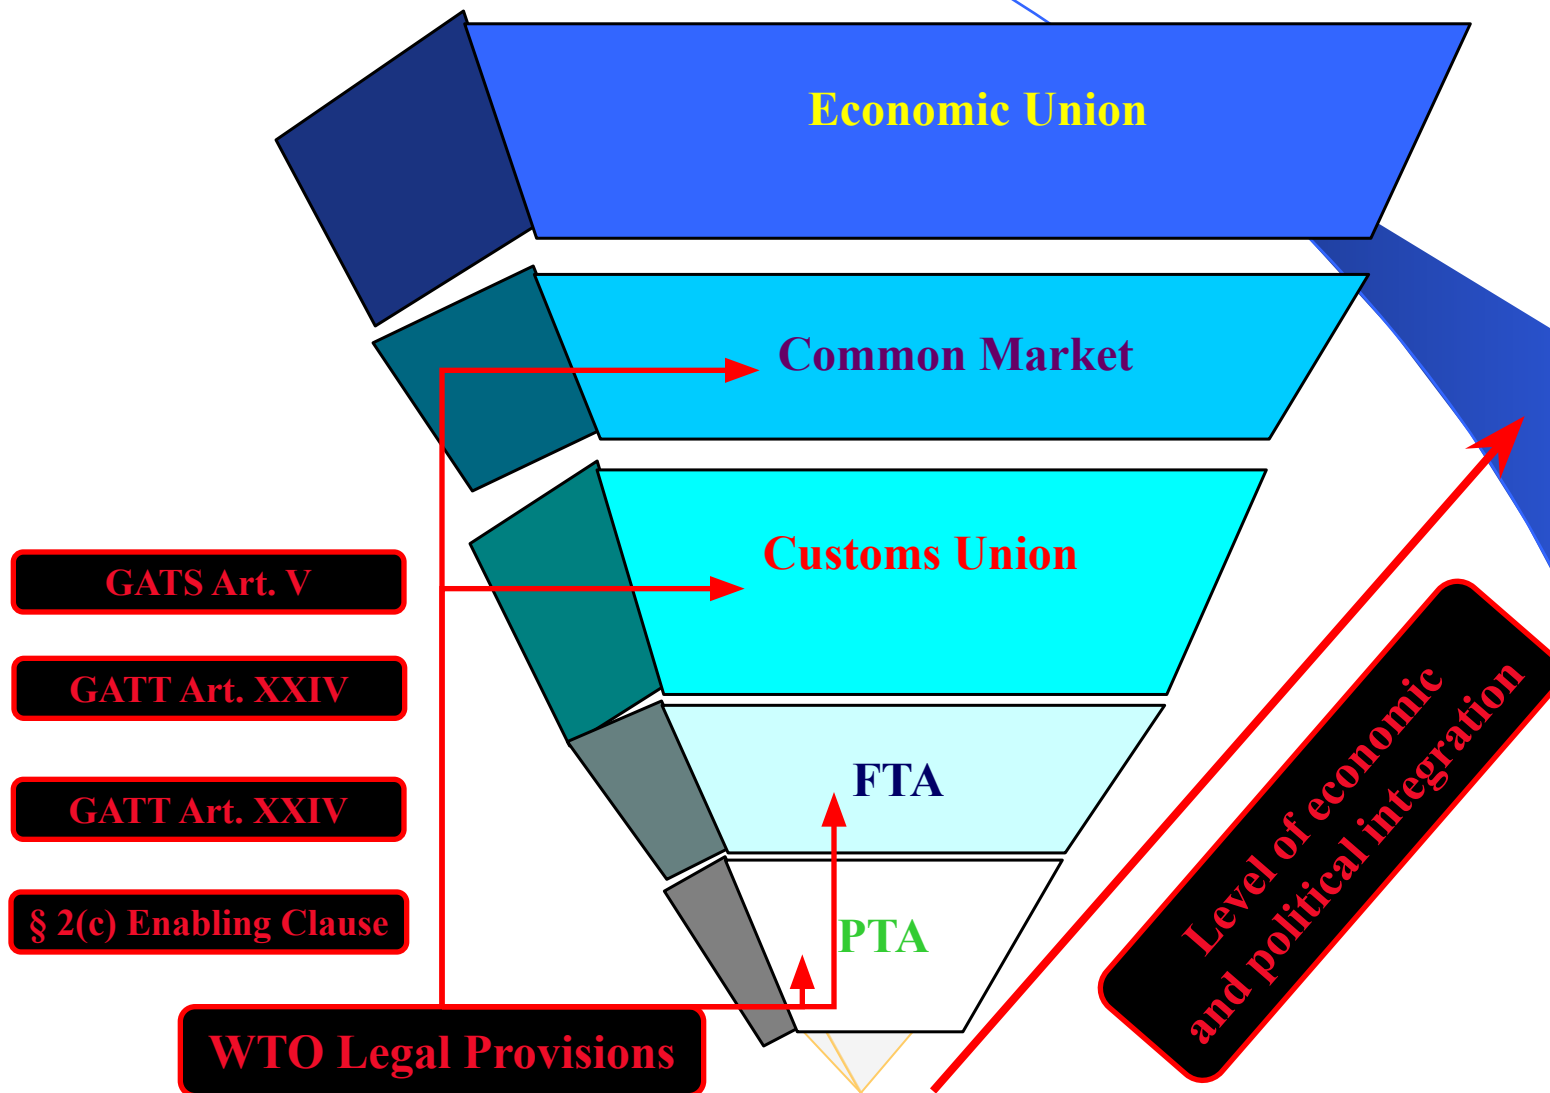 Economic Union
Common Market
Customs Union
GATS Art. V
GATT Art. XXIV
FTA
GATT Art. XXIV
§ 2(c) Enabling Clause
PTA
WTO Legal Provisions
Level of economic
and political integration